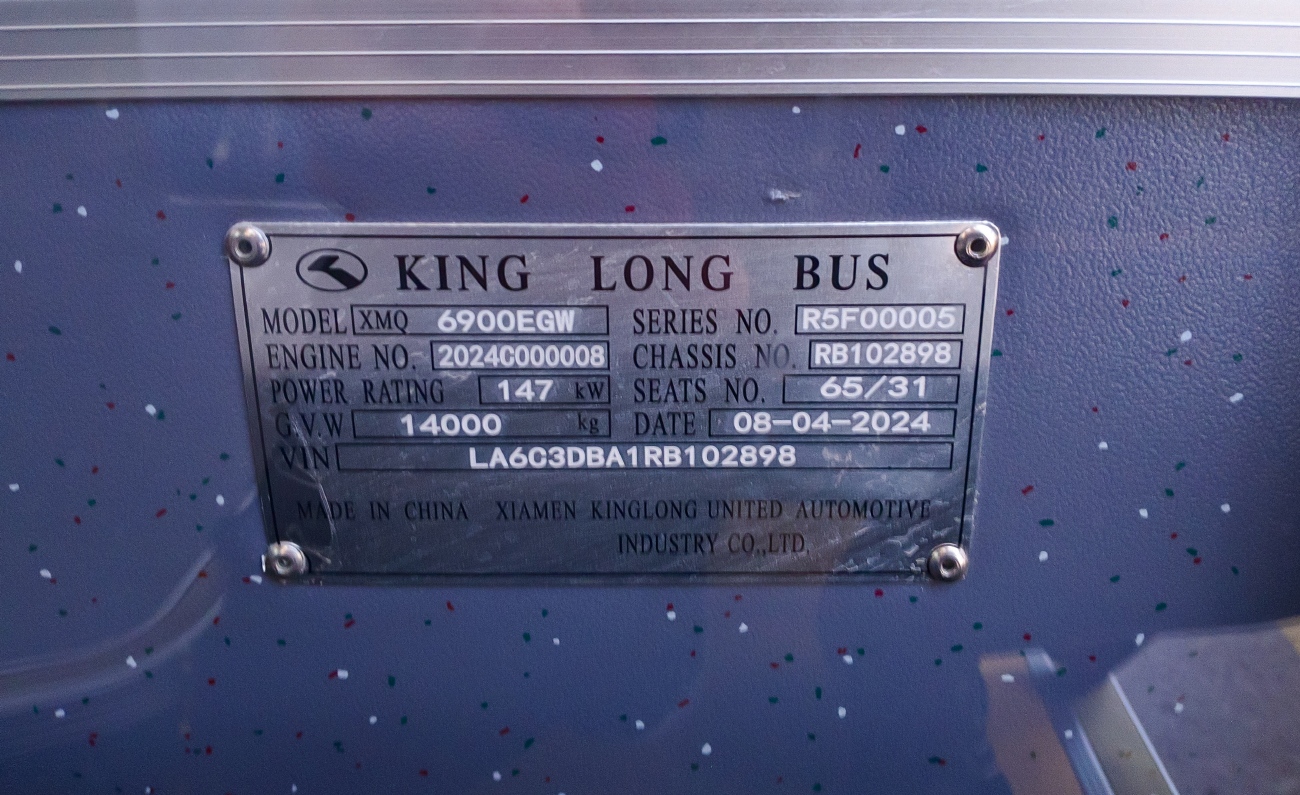 KING LONG BUS
MODEL XMQ 6900EGW SERIES NO. R5F00005
ENGINE NO. 2024C000008 CHASSIS NO. RB102898
POWER RATING 147 kW SEATS NO. 65/31
G.V.W 14000 kg DATE 08-04-2024
VIN LA6C3DBA1RB102898
MADE IN CHINA XIAMEN KINGLONG UNITED AUTOMOTIVE
INDUSTRY CO.,LTD.